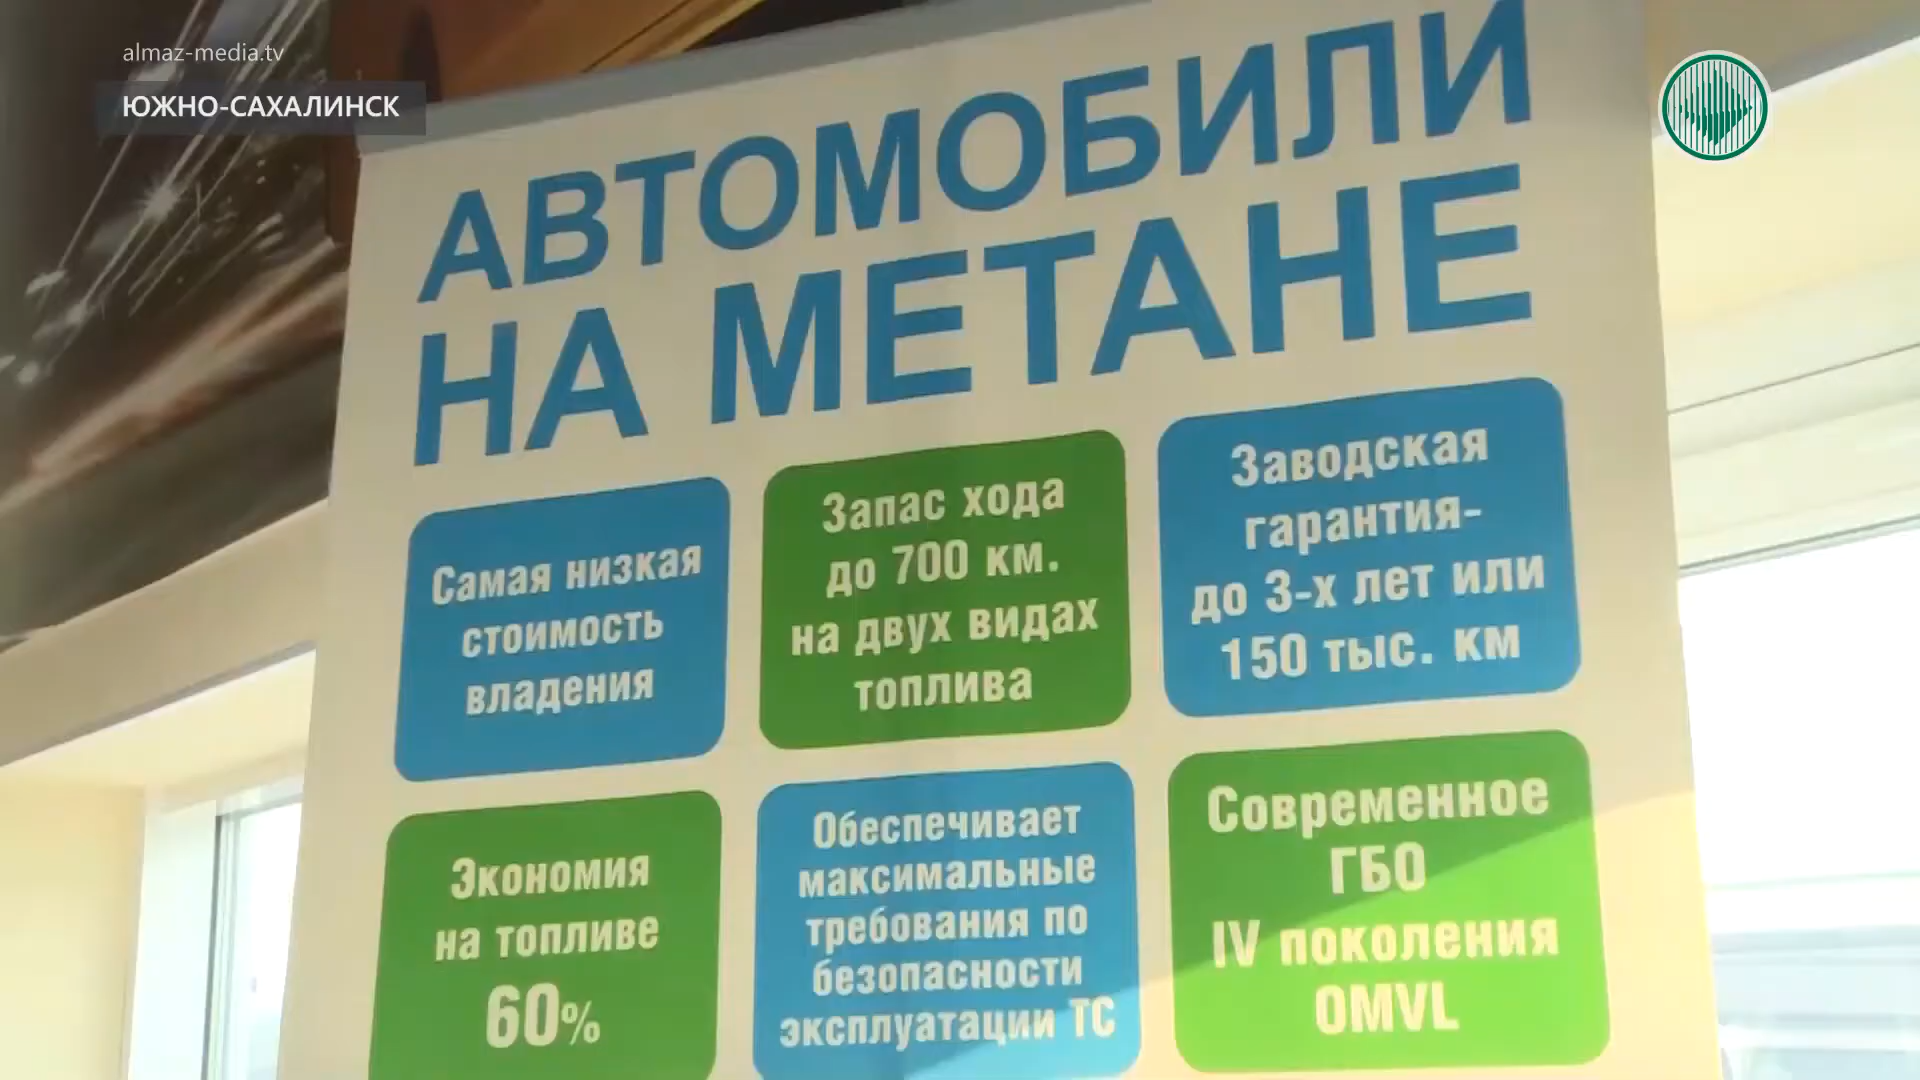 almaz-media.tv
ЮЖНО-САХАЛИНСК
АВТОМОБИЛИ
НА МЕТАНЕ
Самая низкая
стоимость
владения
Запас хода
до 700 км.
на двух видах
топлива
Заводская
гарантия-
до 3-х лет или
150 тыс. км
Экономия
на топливе
60%
Обеспечивает
максимальные
требования по
безопасности
эксплуатации ТС
Современное
ГБО
IV поколения
OMVL